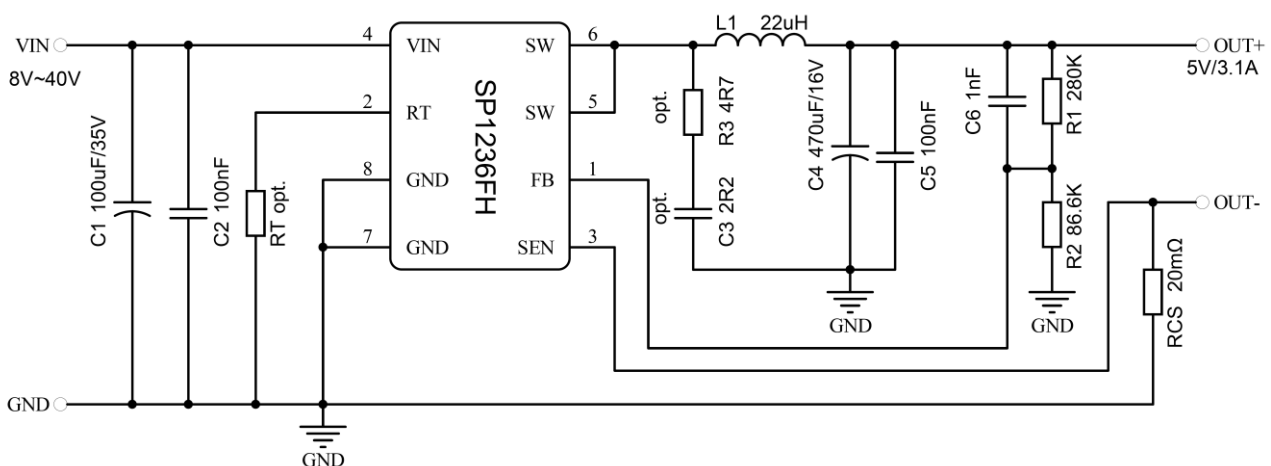 L1 22uH
VIN
4
VIN
SW
6
OUT+
8V~40V
5V/3.1A
2
RT
SW
5
opt.
R3 4R7
C6 1nF
R1 280K
C1 100uF/35V
C2 100nF
RT opt.
SP1236FH
8
GND
FB
1
opt.
C3 2R2
C4 470uF/16V
C5 100nF
R2 86.6K
OUT-
7
GND
SEN
3
RCS 20mΩ
GND
GND
GND
GND